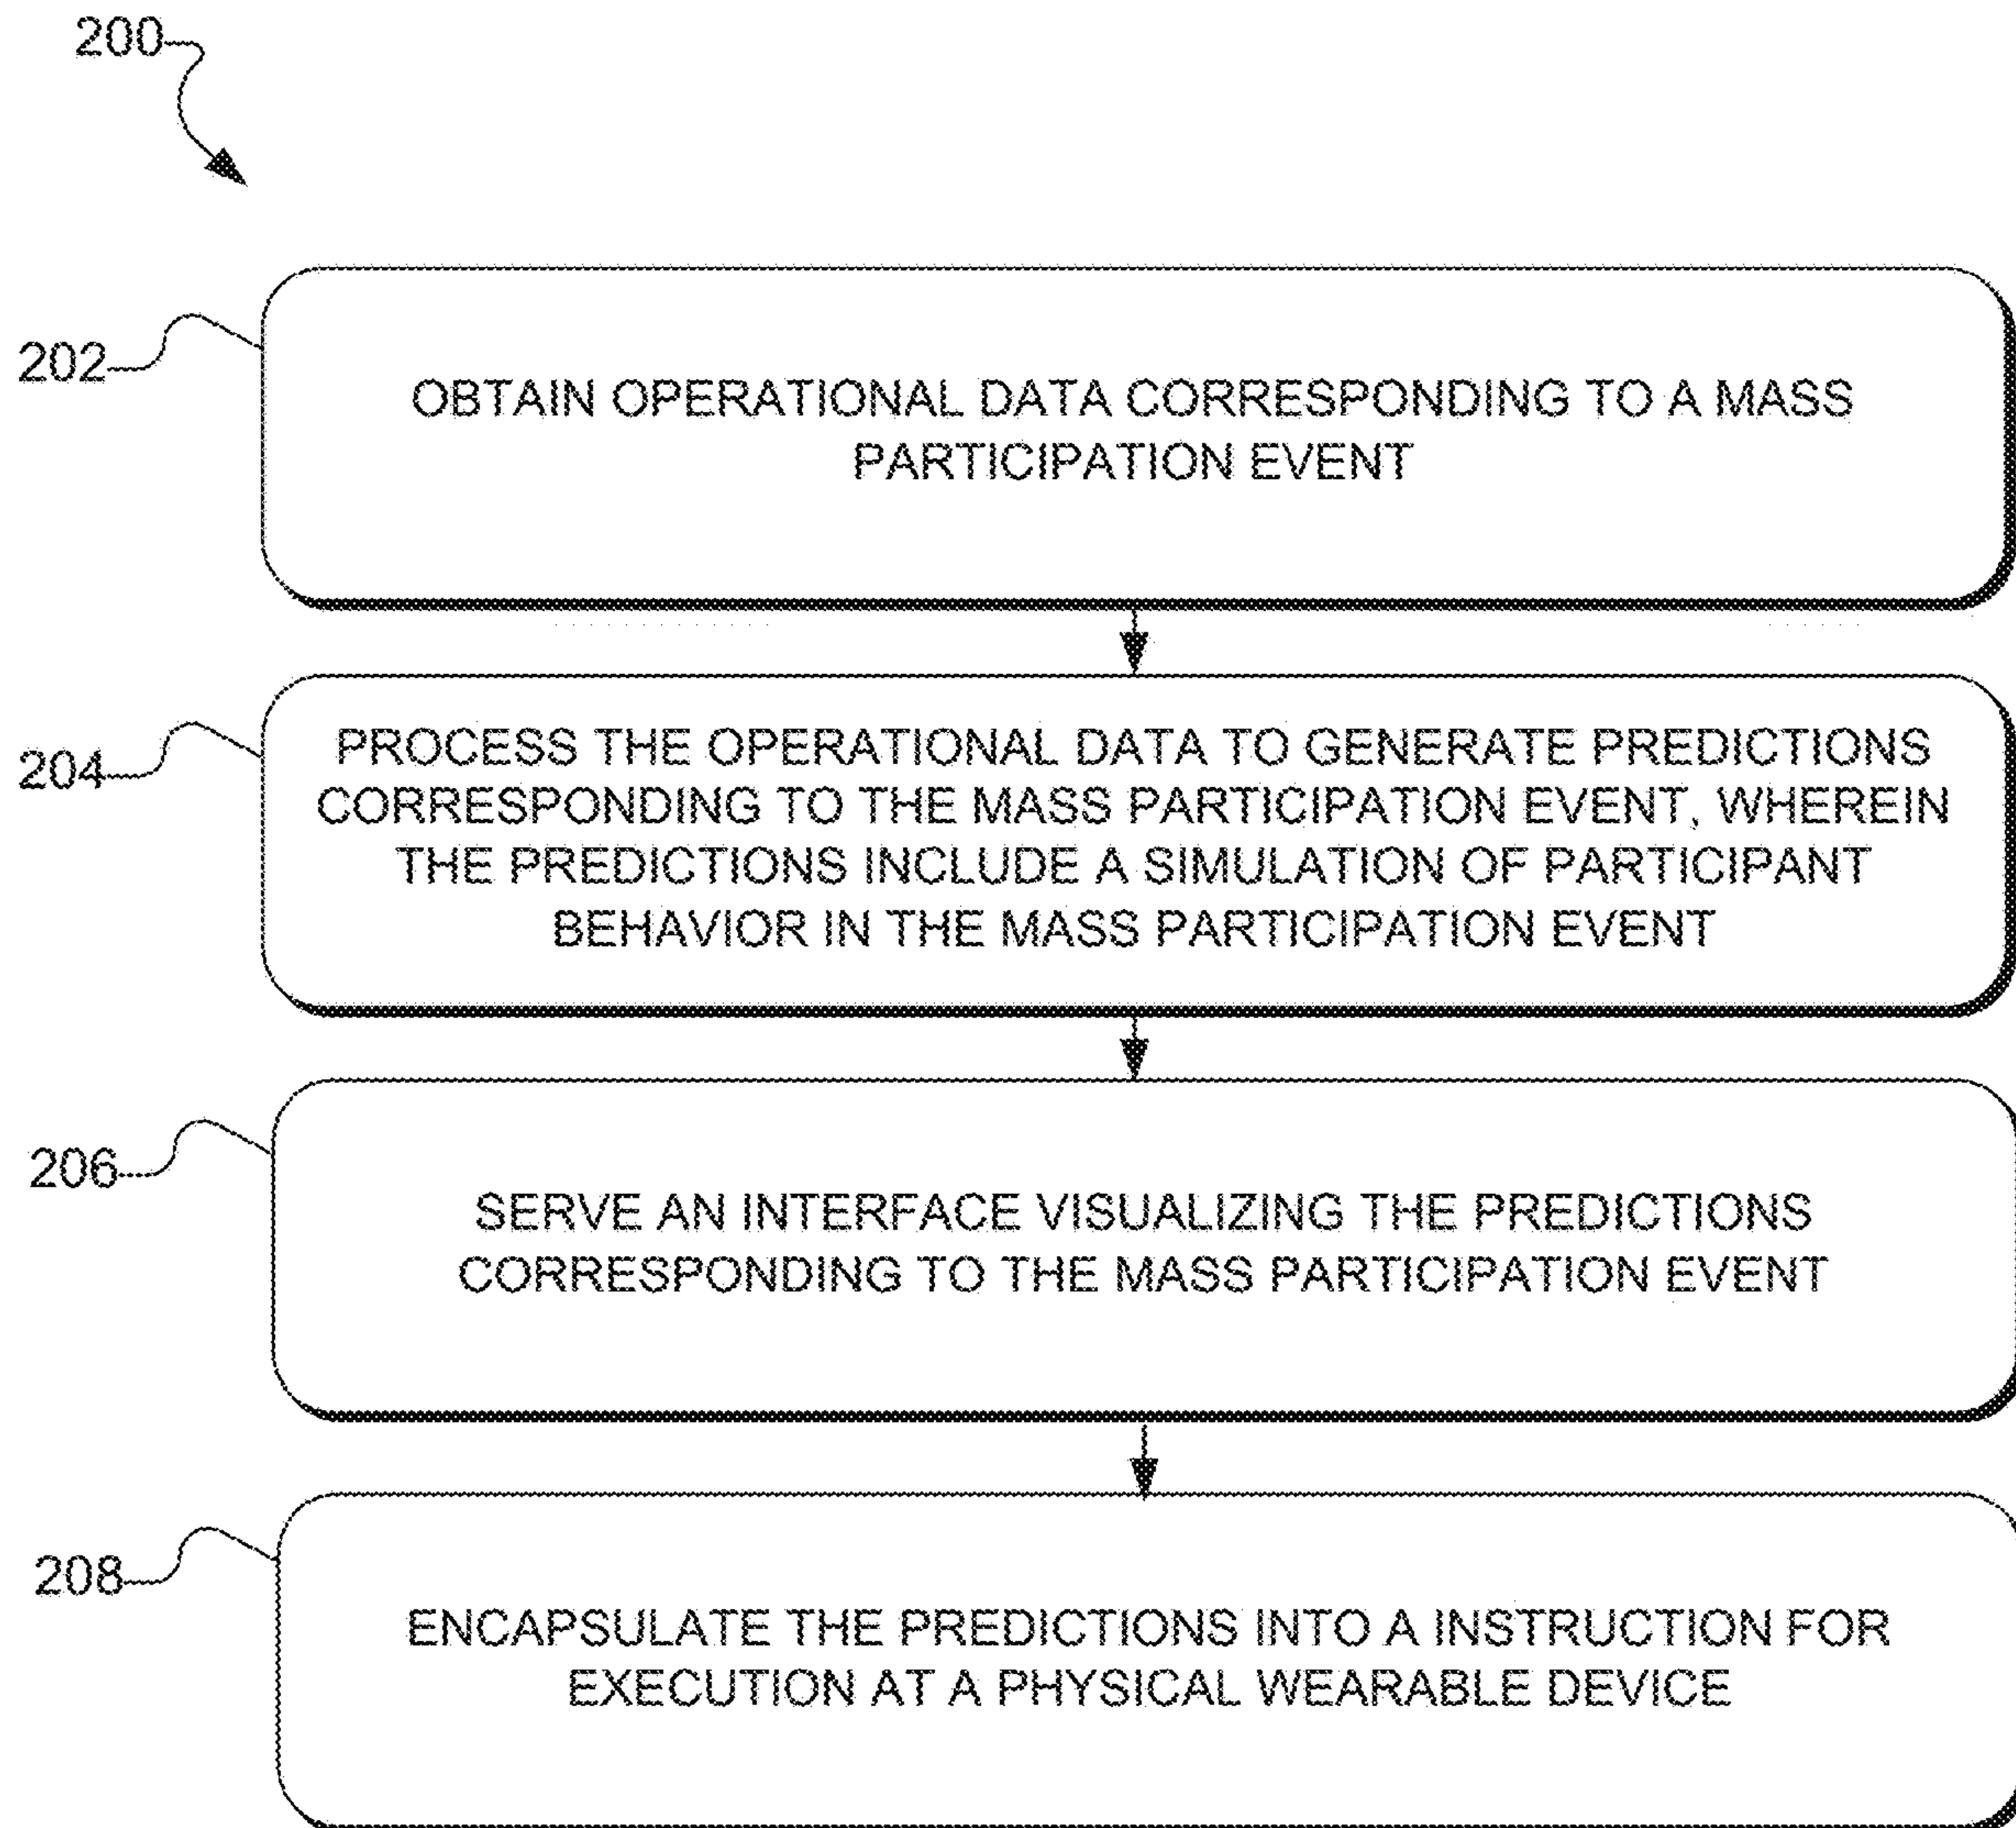 200
202
OBTAIN OPERATIONAL DATA CORRESPONDING TO A MASS
PARTICIPATION EVENT
204
PROCESS THE OPERATIONAL DATA TO GENERATE PREDICTIONS
CORRESPONDING TO THE MASS PARTICIPATION EVENT, WHEREIN
THE PREDICTIONS INCLUDE A SIMULATION OF PARTICIPANT
BEHAVIOR IN THE MASS PARTICIPATION EVENT
206
SERVE AN INTERFACE VISUALIZING THE PREDICTIONS
CORRESPONDING TO THE MASS PARTICIPATION EVENT
208
ENCAPSULATE THE PREDICTIONS INTO A INSTRUCTION FOR
EXECUTION AT A PHYSICAL WEARABLE DEVICE